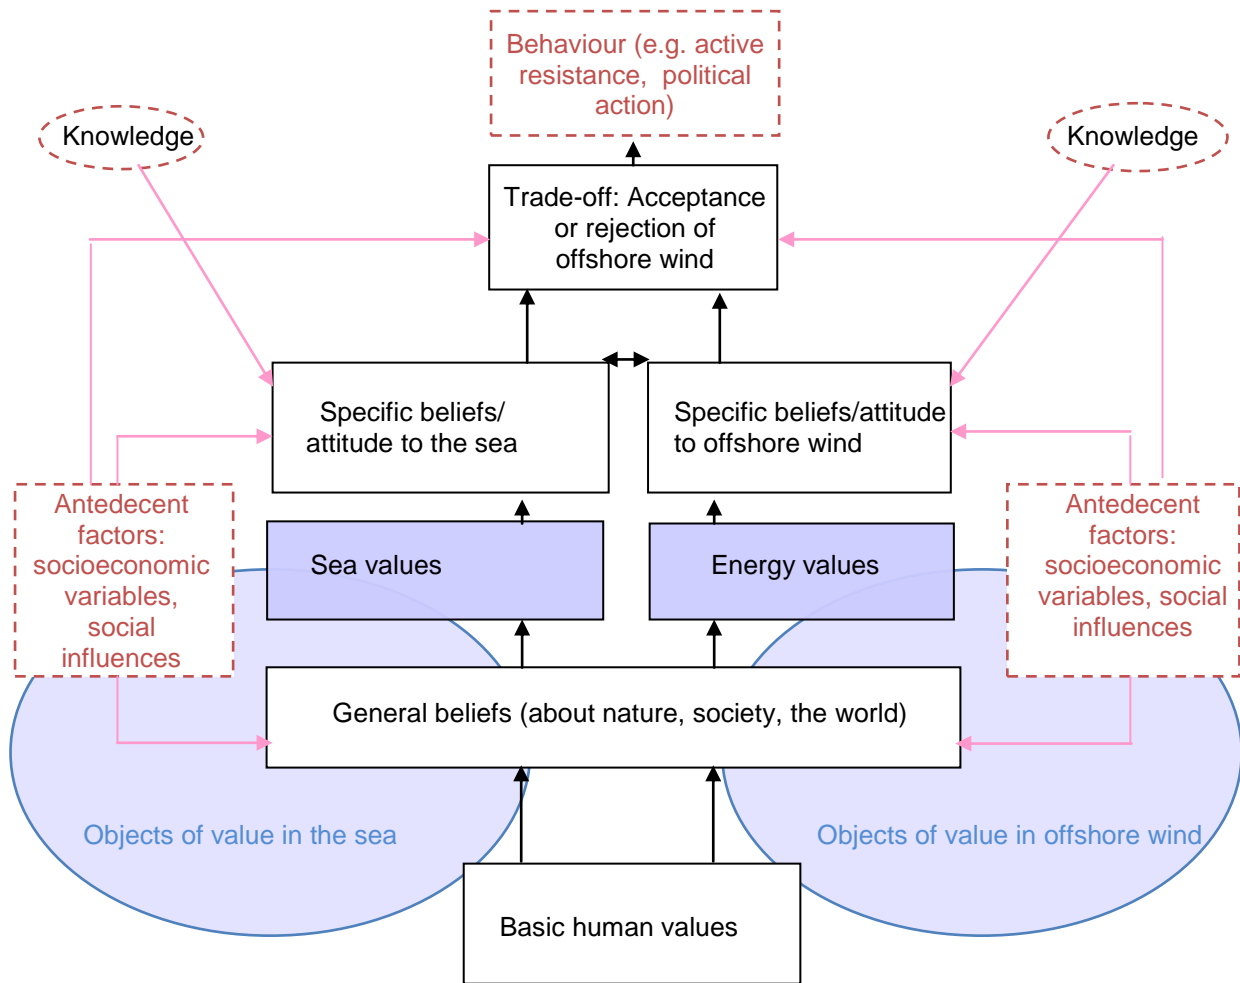 Behaviour (e.g. active
resistance, political
action)
Knowledge
Knowledge
Trade-off: Acceptance
or rejection of
offshore wind
Specific beliefs/
attitude to the sea
Specific beliefs/attitude
to offshore wind
Antedecent
factors:
socioeconomic
variables,
social
influences
Antedecent
factors:
socioeconomic
variables, social
influences
Sea values
Energy values
General beliefs (about nature, society, the world)
Objects of value in the sea
Objects of value in offshore wind
Basic human values